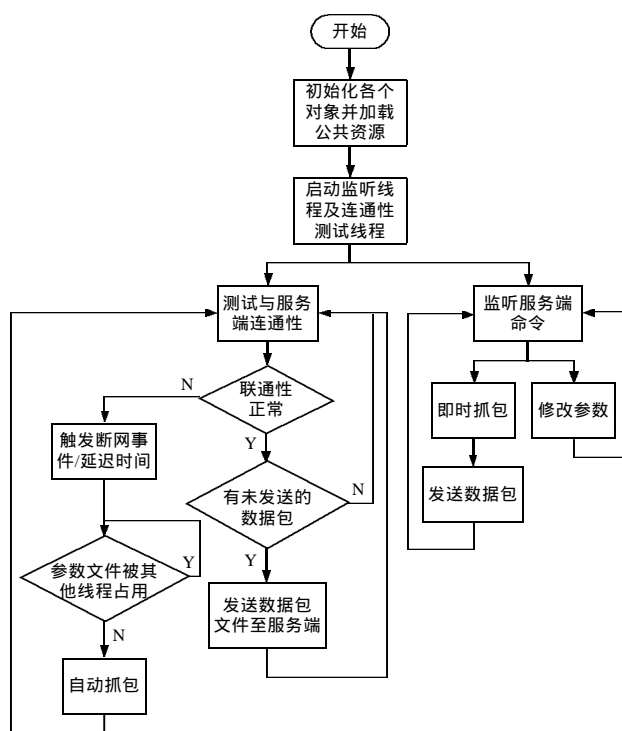 开始
初始化各个
对象并加载
公共资源
启动监听线
程及连通性
测试线程
测试与服务
端连通性
监听服务端
命令
N
联通性
正常
Y
即时抓包
修改参数
触发断网事
件/延迟时间
有未发送的
数据包
N
发送数据包
Y
参数文件被其
他线程占用
Y
N
发送数据包
文件至服务端
自动抓包